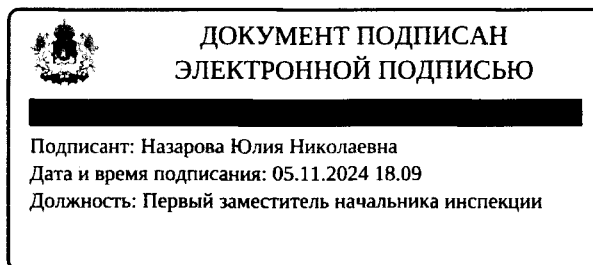 ДОКУМЕНТ ПОДПИСАН
ЭЛЕКТРОННОЙ ПОДПИСЬЮ
Подписант: Назарова Юлия Николаевна
Дата и время подписания: 05.11.2024 18.09
Должность: Первый заместитель начальника инспекции